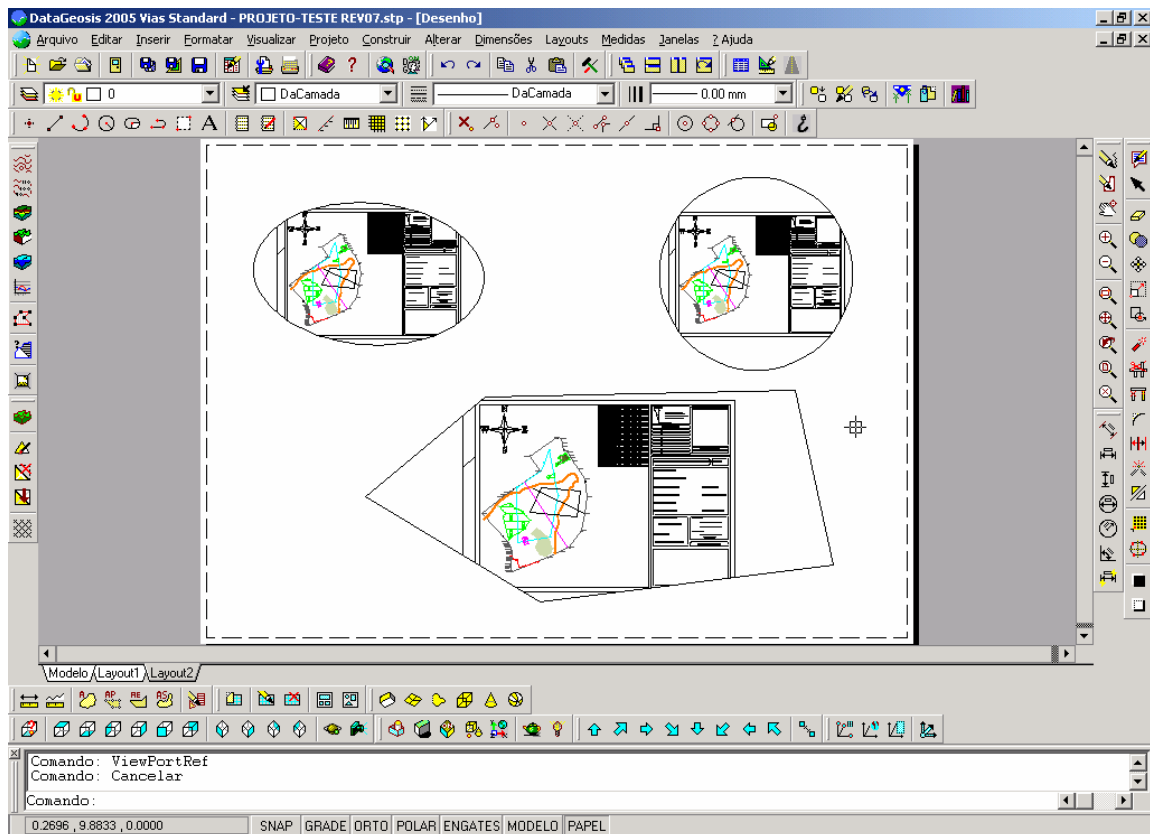 DataGeosis 2005 Vias Standard - PROJETO-TESTE REV07.stp - [Desenho]
Arquivo Editar Inserir Formatar Visualizar Projeto Construir Alterar Dimensões Layouts Medidas Janelas ? Ajuda
0 DaCamada DaCamada 0.00 mm
N
W E
Modelo Layout1 Layout2
Comando: ViewPortRef
Comando: Cancelar
Comando:
0.2696 , 9.8833 , 0.0000 SNAP GRADE ORTO POLAR ENGATES MODELO PAPEL